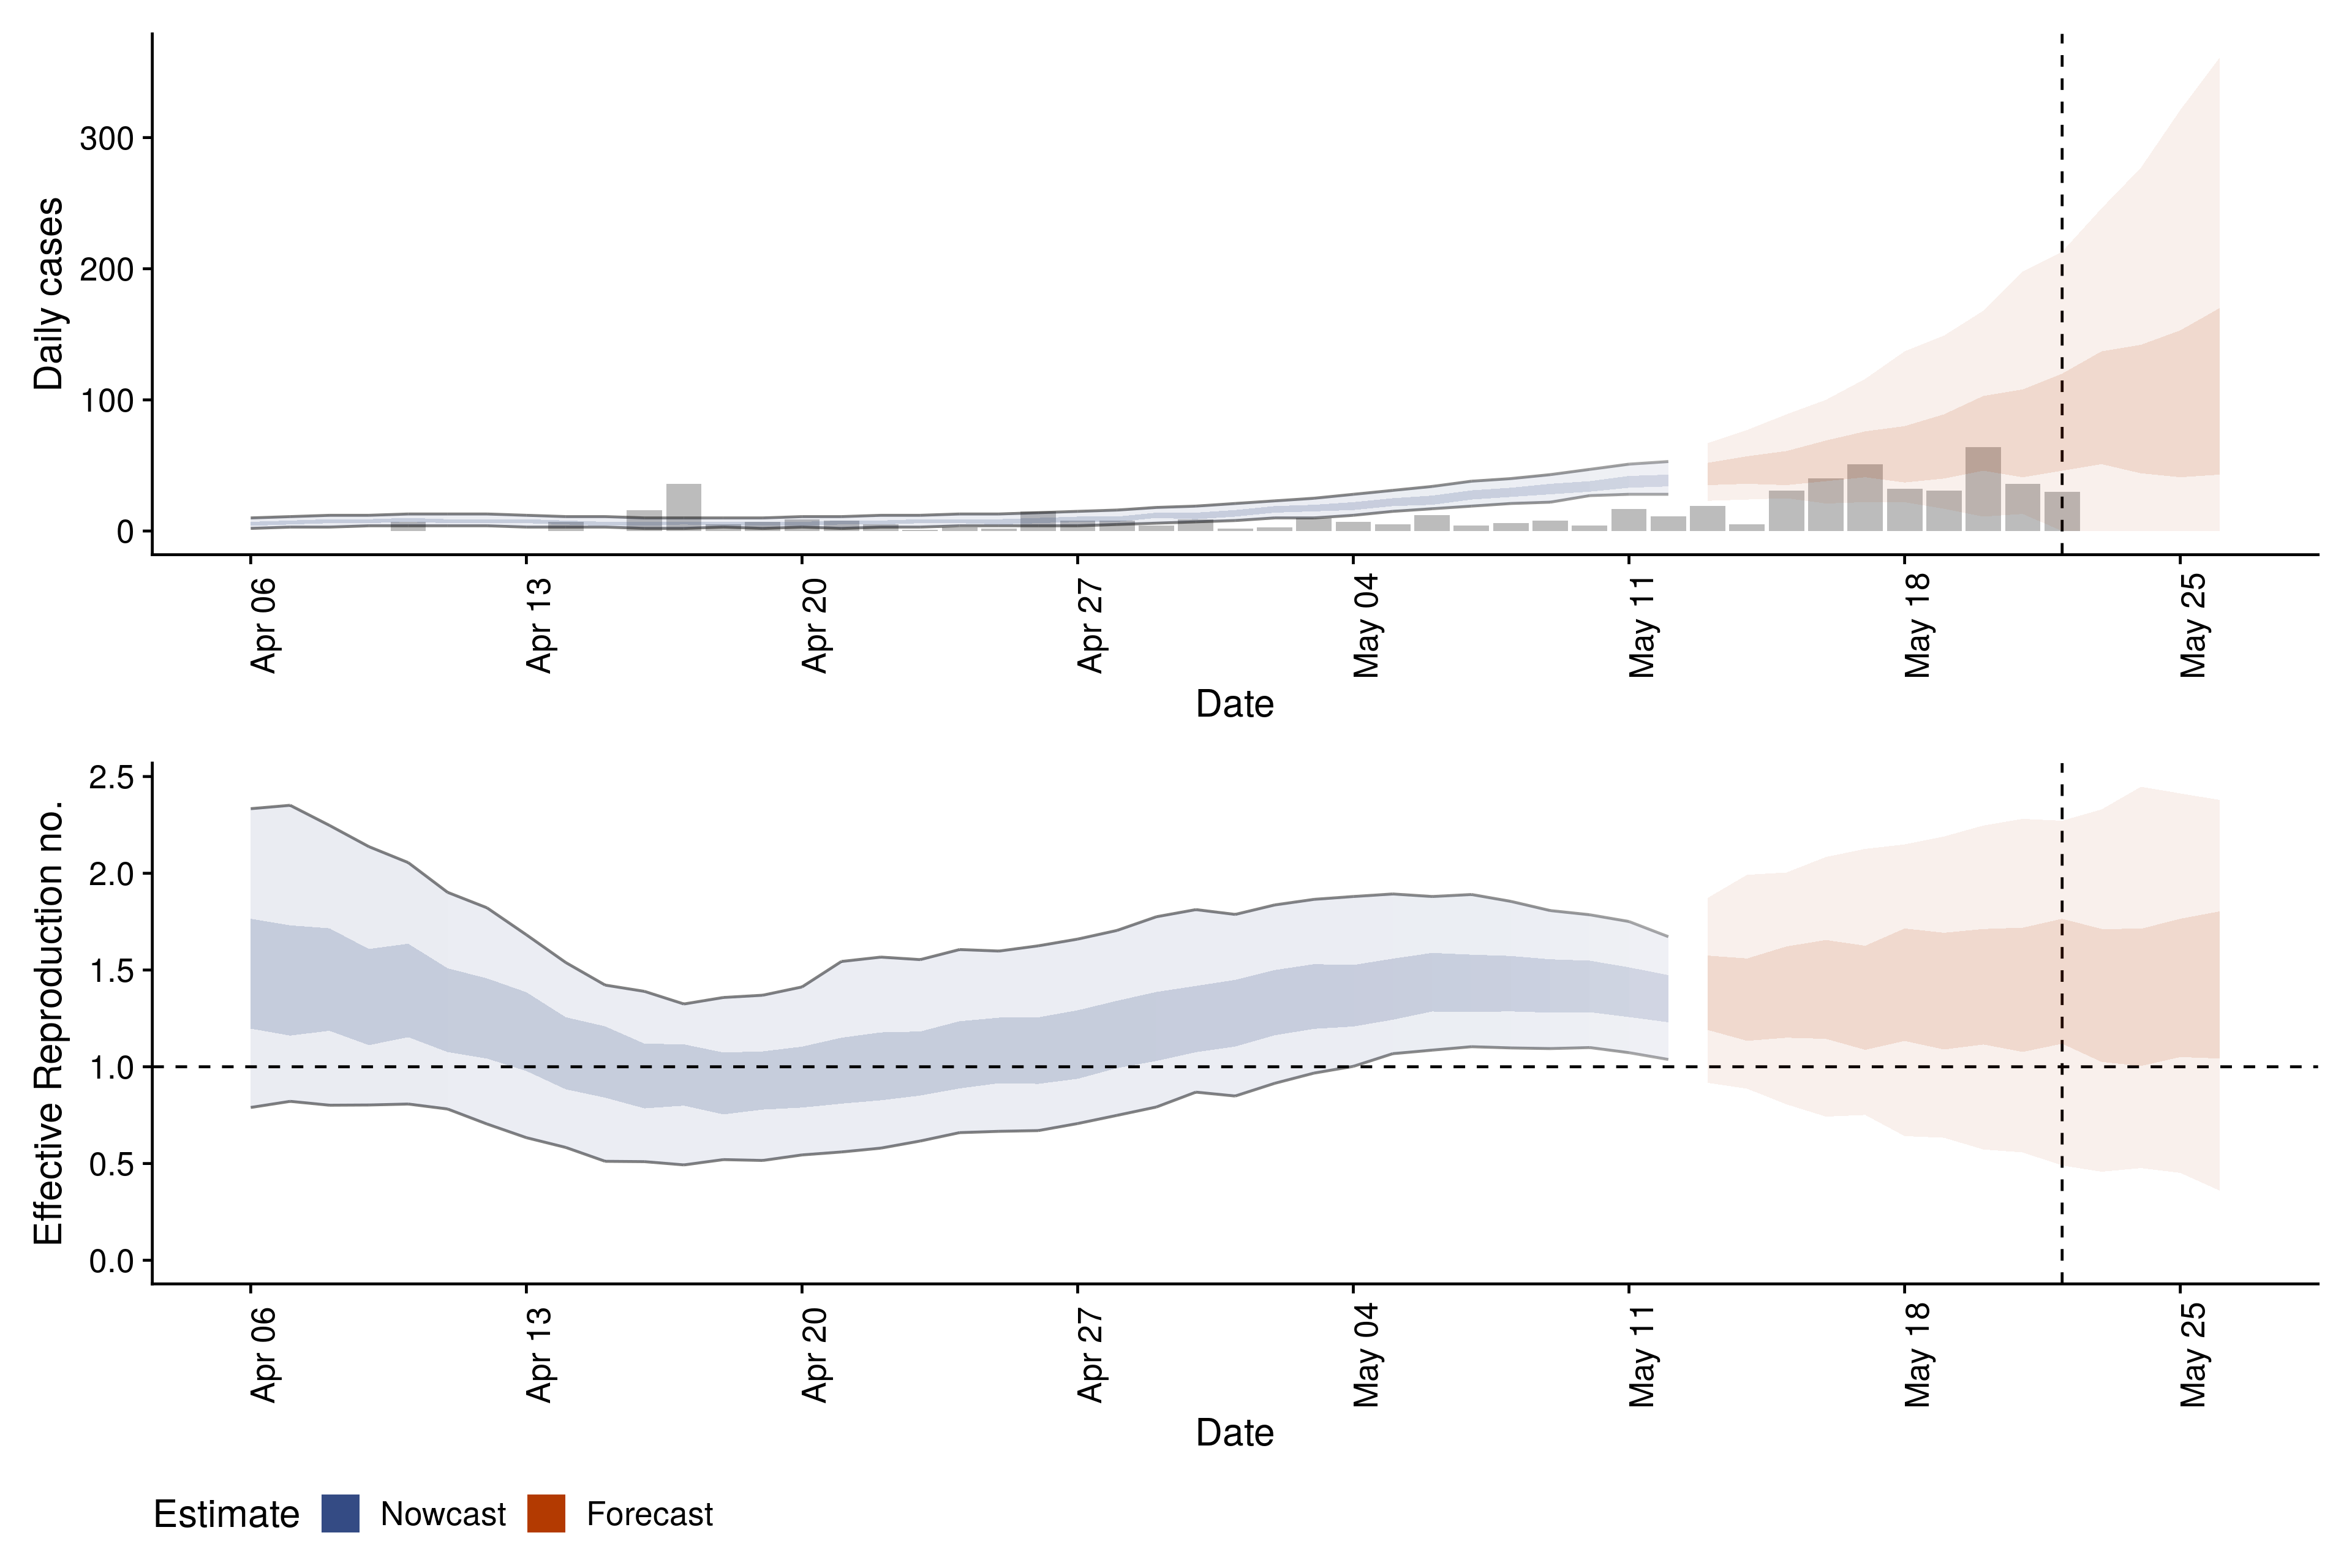 Daily cases
300
200
100
0
Apr 06
Apr 13
Apr 20
Apr 27
May 04
May 11
May 18
May 25
Date
Effective Reproduction no.
2.5
2.0
1.5
1.0
0.5
0.0
Apr 06
Apr 13
Apr 20
Apr 27
May 04
May 11
May 18
May 25
Date
Estimate Nowcast Forecast